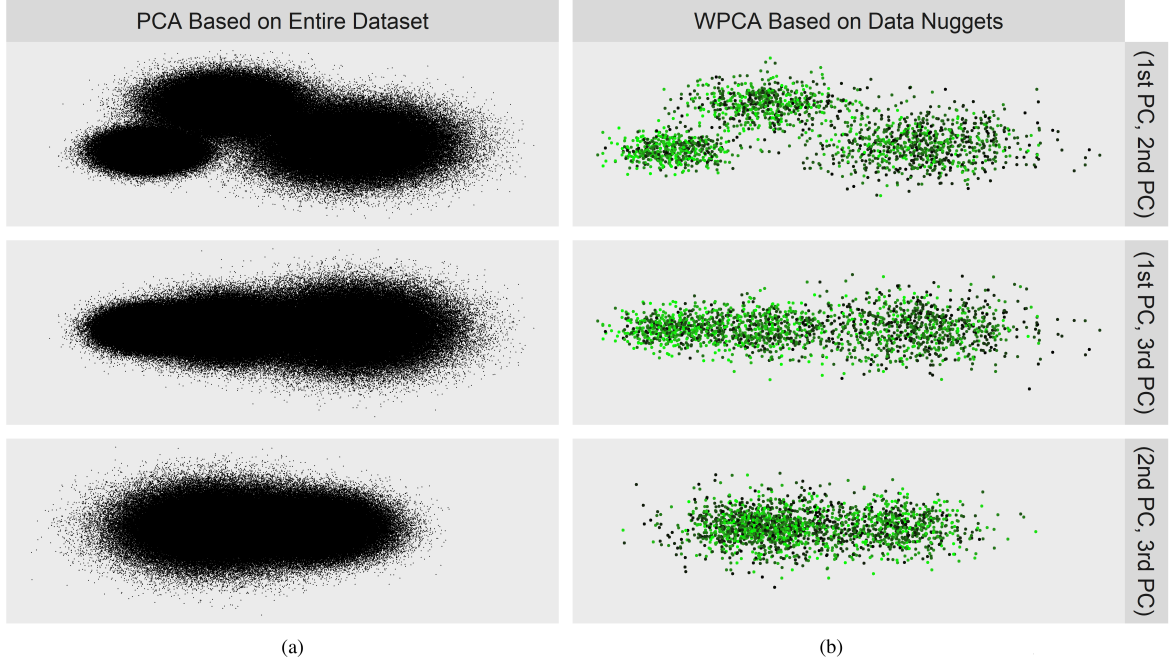 PCA Based on Entire Dataset
WPCA Based on Data Nuggets
(1st PC, 2nd PC)
(1st PC, 3rd PC)
(2nd PC, 3rd PC)
(a)
(b)